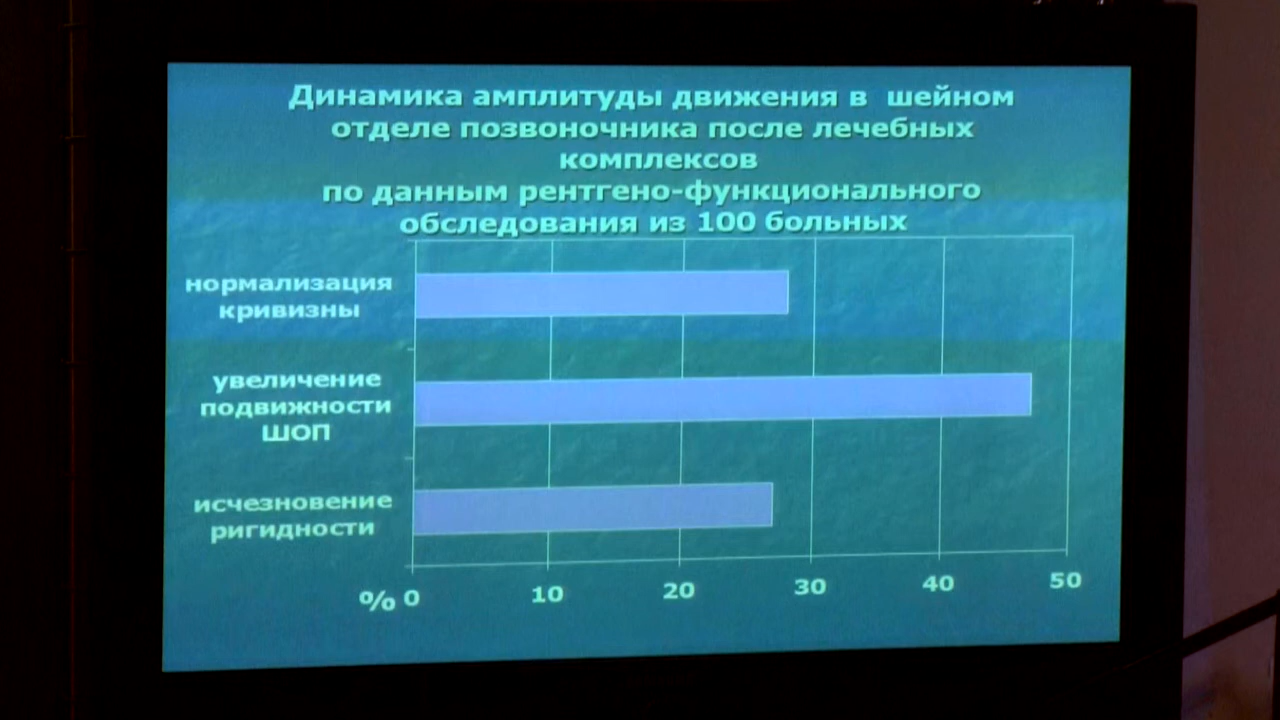 Динамика амплитуды движения в шейном
отделе позвоночника после лечебных
комплексов
по данным рентгено-функционального
обследования из 100 больных
нормализация
кривизны
увеличение
подвижности
ШОП
исчезновение
ригидности
% 0 10 20 30 40 50